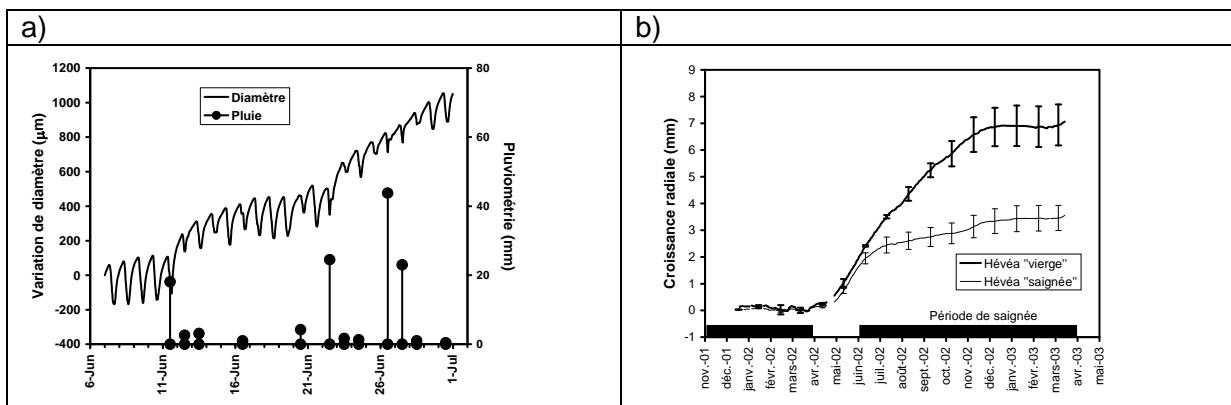 a)
b)
1200
1000
800
600
400
200
0
-200
-400
80
60
40
20
0
Variation de diamètre (µm)
Pluviométrie (mm)
Diamètre
Pluie
6-Jun
11-Jun
16-Jun
21-Jun
26-Jun
1-Jul
9
8
7
6
5
4
3
2
1
0
-1
Croissance radiale (mm)
Hévéa "vierge"
Hévéa "saignée"
Période de saignée
nov.-01
déc.-01
janv.-02
févr.-02
mars-02
avr.-02
mai-02
juin-02
juil.-02
août-02
sept.-02
oct.-02
nov.-02
déc.-02
janv.-03
févr.-03
mars-03
avr.-03
mai-03